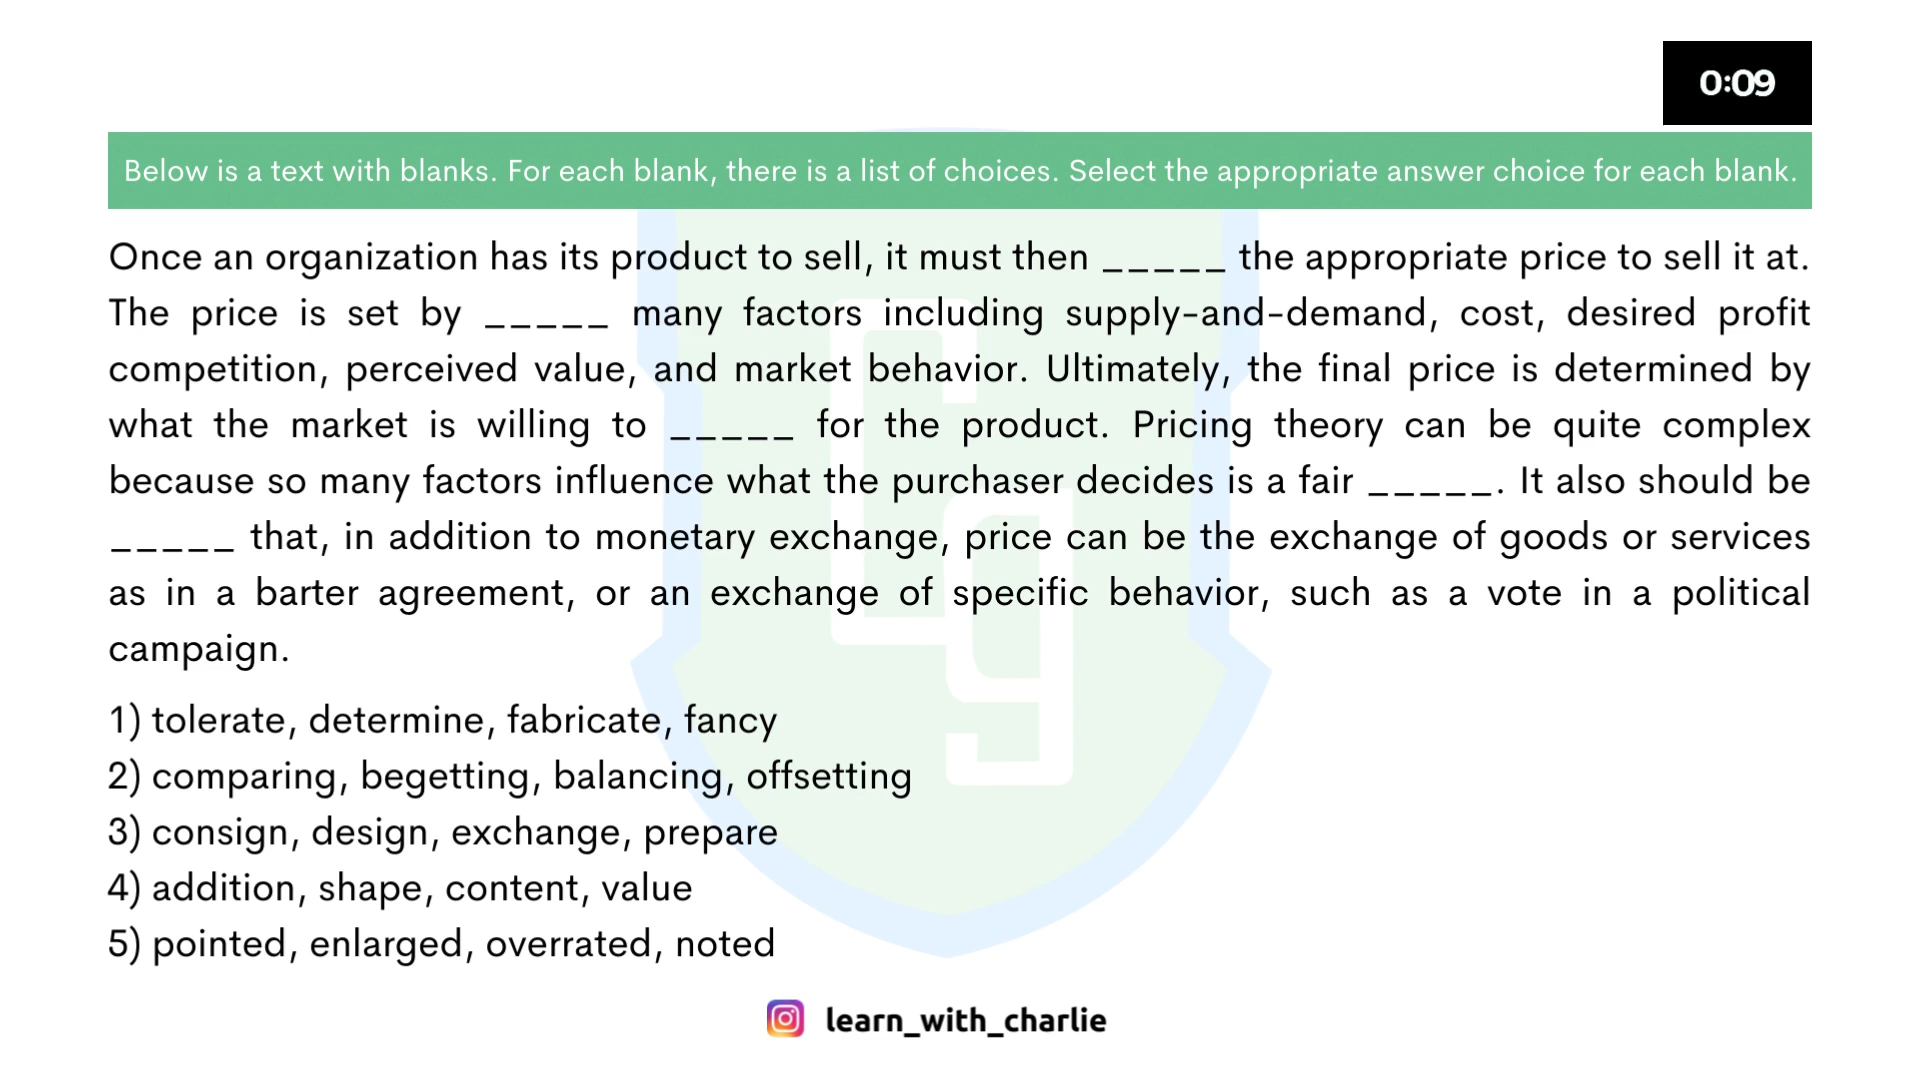 0:09
Below is a text with blanks. For each blank, there is a list of choices. Select the appropriate answer choice for each blank.
Once an organization has its product to sell, it must then _____ the appropriate price to sell it at.
The price is set by _____ many factors including supply-and-demand, cost, desired profit
competition, perceived value, and market behavior. Ultimately, the final price is determined by
what the market is willing to _____ for the product. Pricing theory can be quite complex
because so many factors influence what the purchaser decides is a fair _____. It also should be
_____ that, in addition to monetary exchange, price can be the exchange of goods or services
as in a barter agreement, or an exchange of specific behavior, such as a vote in a political
campaign.
1) tolerate, determine, fabricate, fancy
2) comparing, begetting, balancing, offsetting
3) consign, design, exchange, prepare
4) addition, shape, content, value
5) pointed, enlarged, overrated, noted
learn_with_charlie